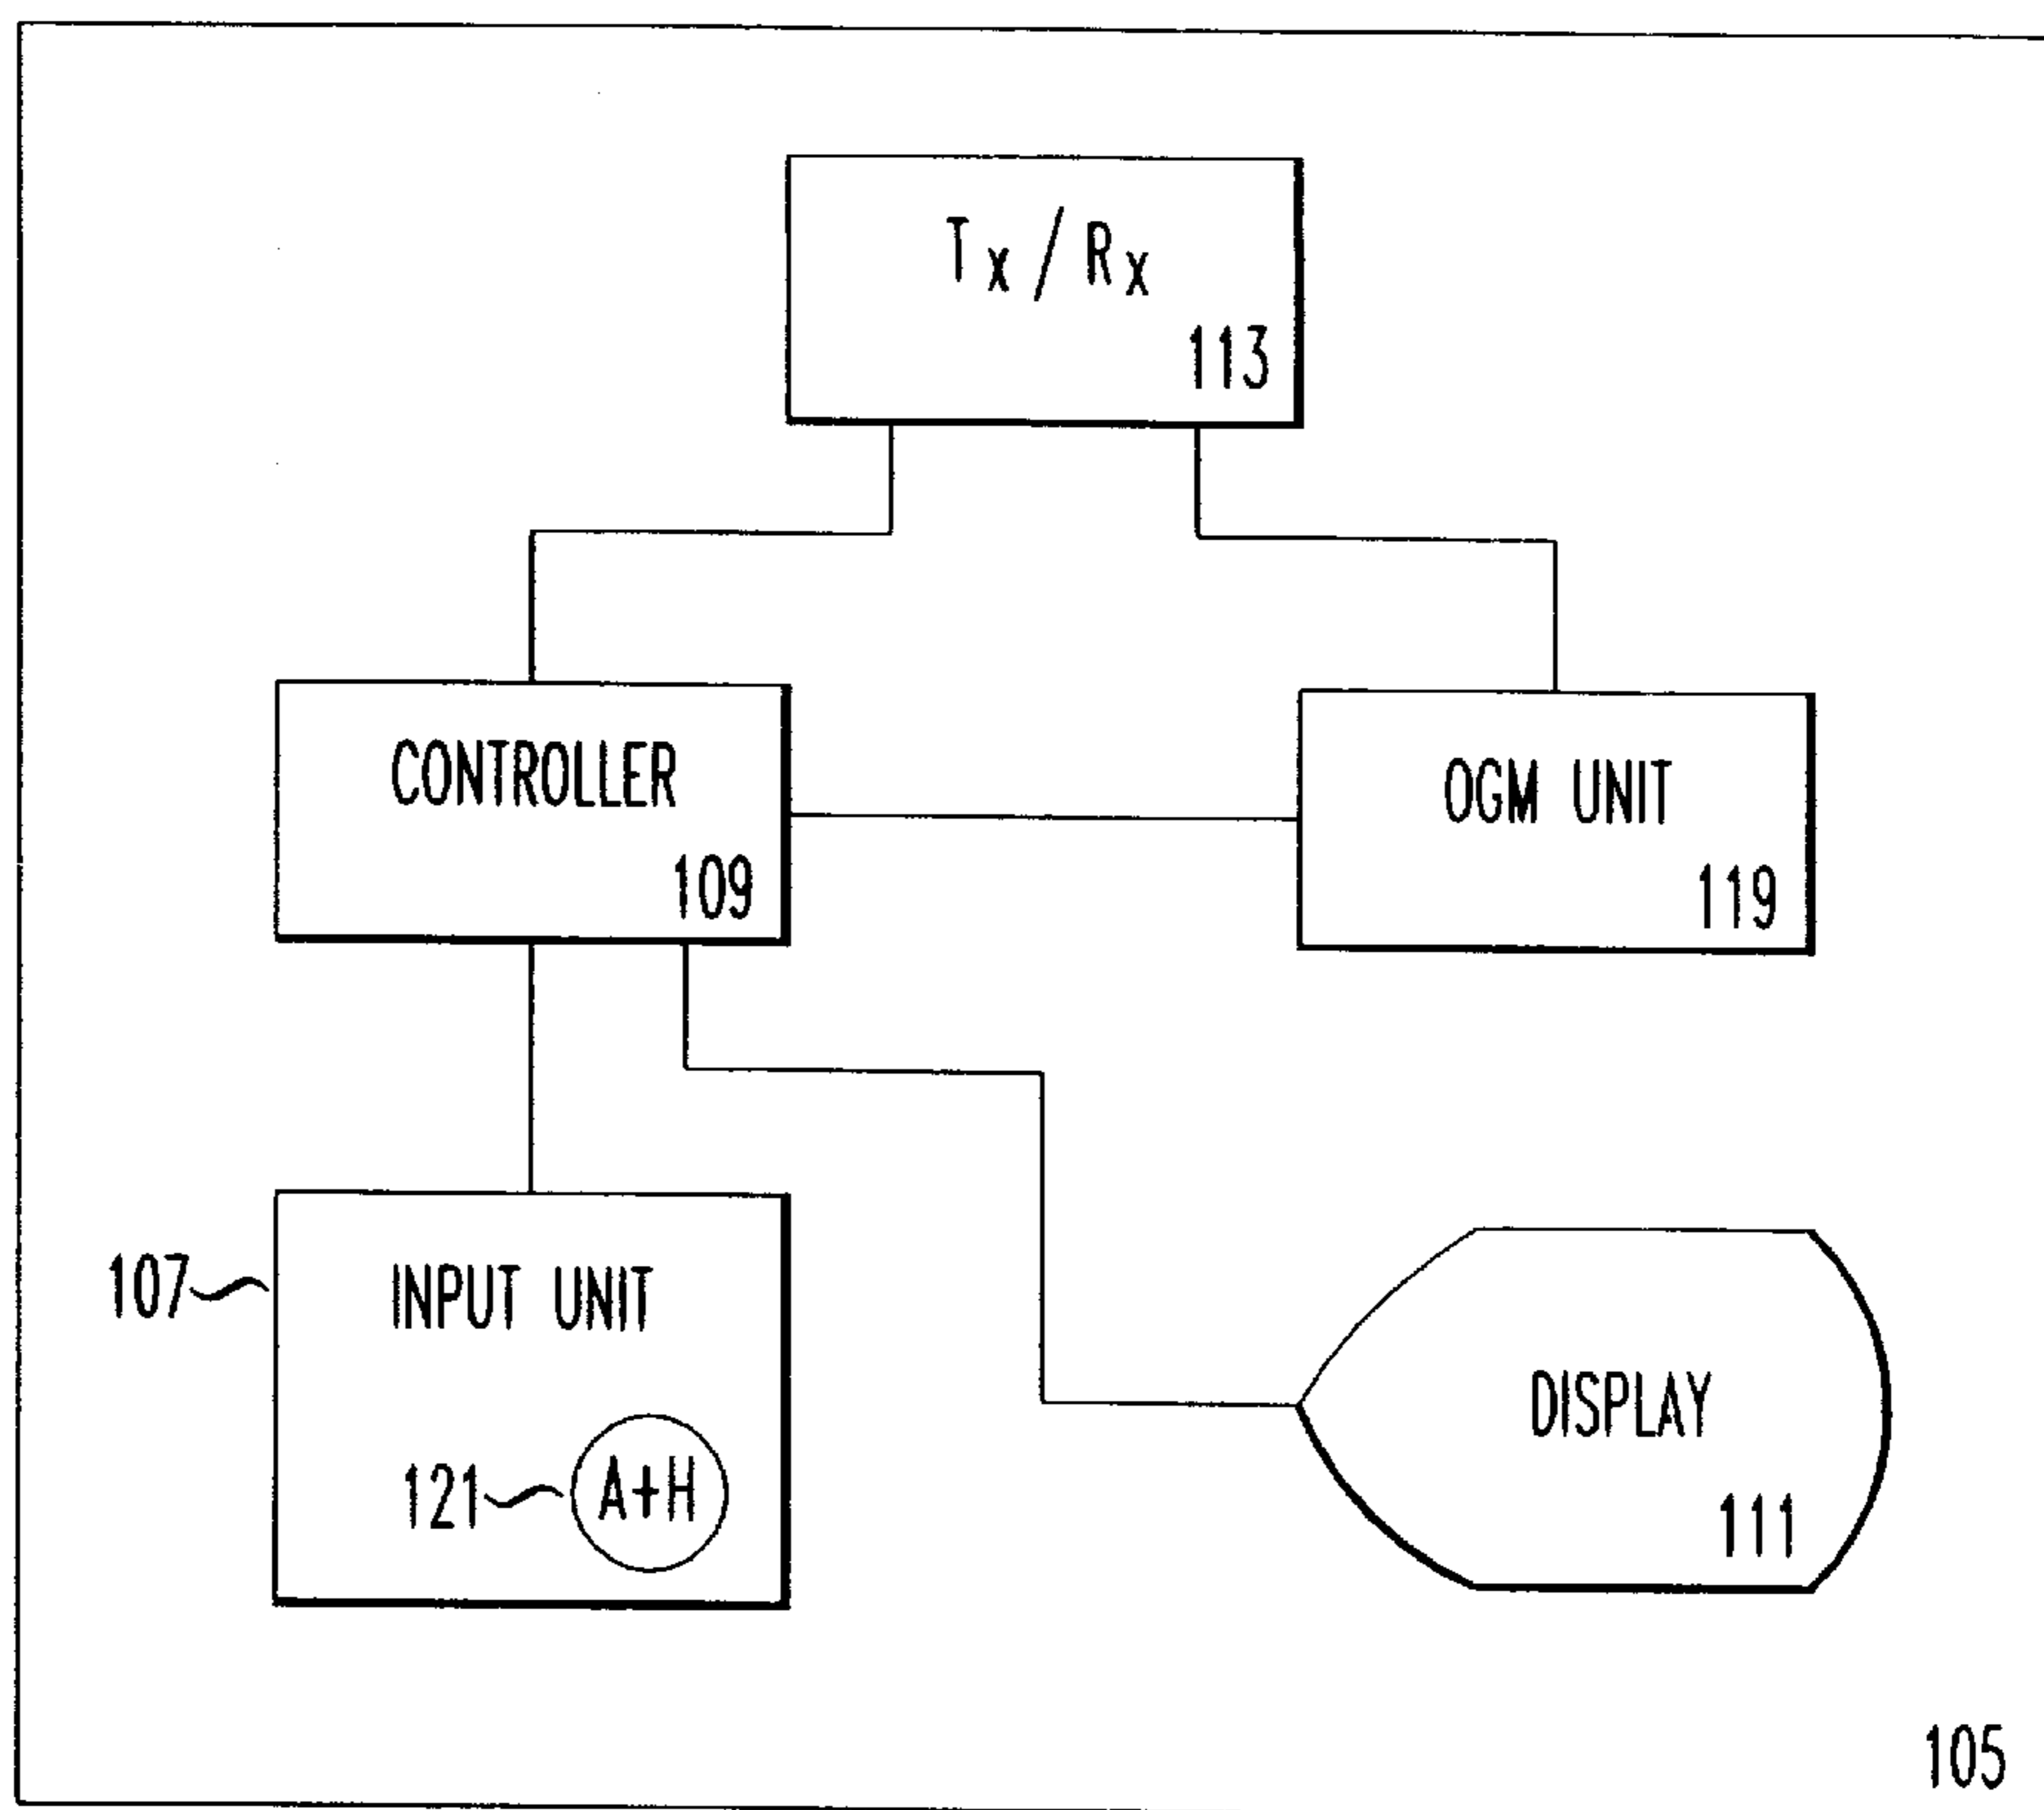 Tx/Rx
113
CONTROLLER
109
OGM UNIT
119
107
INPUT UNIT
121
A+H
DISPLAY
111
105